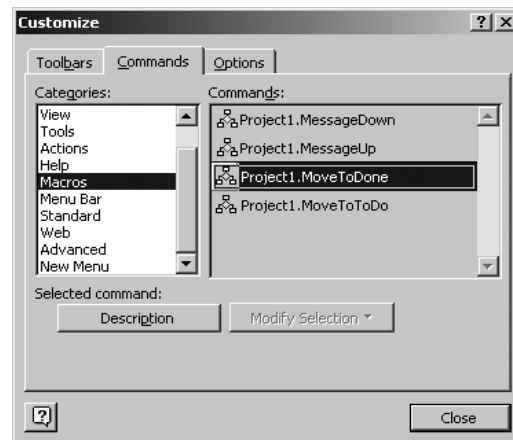 Customize
Toolbars Commands Options
Categories:
View
Tools
Actions
Help
Macros
Menu Bar
Standard
Web
Advanced
New Menu
Commands:
Project1.MessageDown
Project1.MessageUp
Project1.MoveToDone
Project1.MoveToToDo
Selected command:
Description Modify Selection
Close